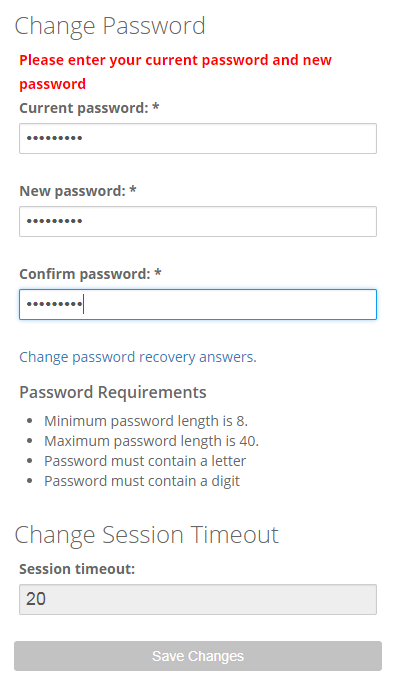 Change Password
Please enter your current password and new
password
Current password: *
•••••••••
New password: *
•••••••••
Confirm password: *
•••••••••
Change password recovery answers.
Password Requirements
• Minimum password length is 8.
• Maximum password length is 40.
• Password must contain a letter
• Password must contain a digit
Change Session Timeout
Session timeout:
20
Save Changes